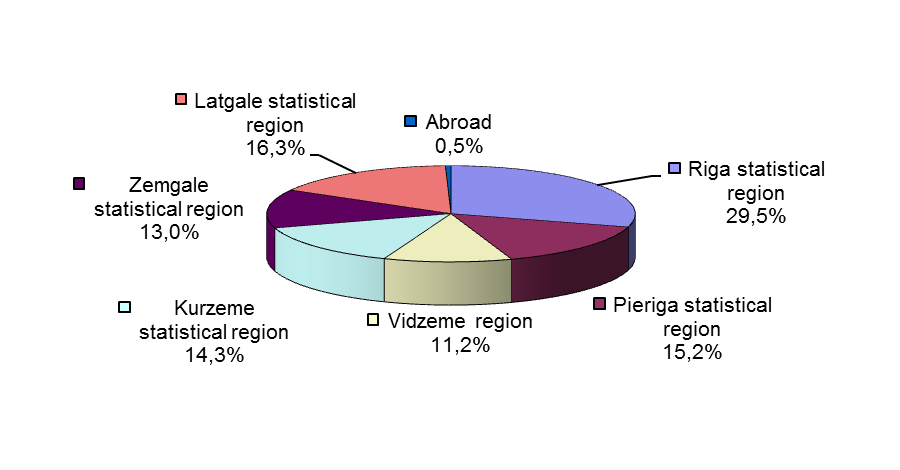 Latgale statistical
region
16,3%
Abroad
0,5%
Riga statistical
region
29,5%
Zemgale
statistical region
13,0%
Kurzeme
statistical region
14,3%
Vidzeme region
11,2%
Pieriga statistical
region
15,2%